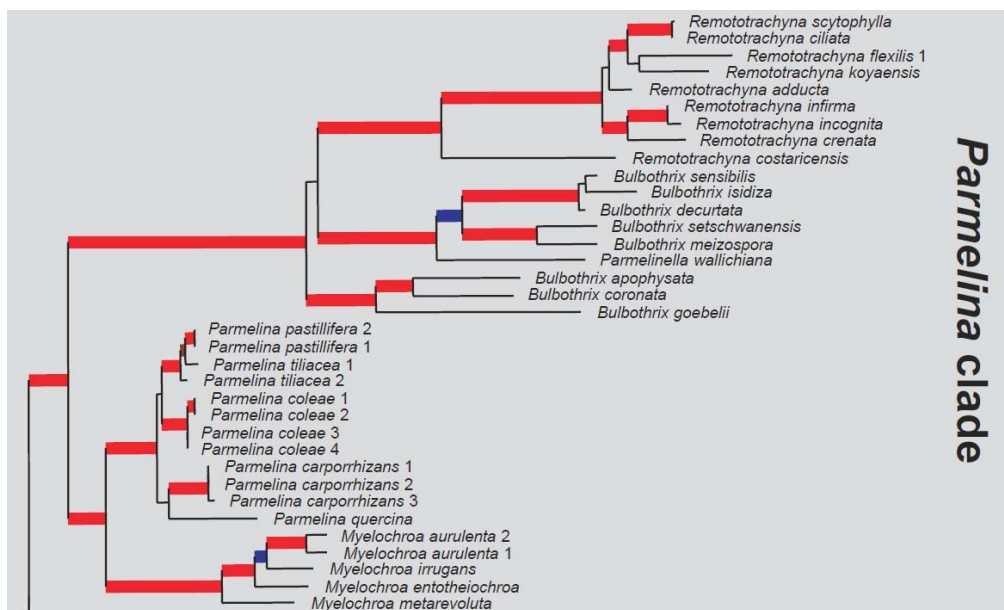 Remototrachyna scytophylla
Remototrachyna ciliata
Remototrachyna flexilis 1
Remototrachyna koyaensis
Remototrachyna adducta
Remototrachyna infirma
Remototrachyna incognita
Remototrachyna crenata
Remototrachyna costaricensis
Bulbothrix sensibilis
Bulbothrix isidiza
Bulbothrix decurtata
Bulbothrix setschwanensis
Bulbothrix meizospora
Parmelinella wallichiana
Bulbothrix apophysata
Bulbothrix coronata
Bulbothrix goebelii
Parmelina pastillifera 2
Parmelina pastillifera 1
Parmelina tiliacea 1
Parmelina tiliacea 2
Parmelina coleae 1
Parmelina coleae 2
Parmelina coleae 3
Parmelina coleae 4
Parmelina carporrhizans 1
Parmelina carporrhizans 2
Parmelina carporrhizans 3
Parmelina quercina
Myelochroa aurulenta 2
Myelochroa aurulenta 1
Myelochroa irrugans
Myelochroa entotheiochroa
Myelochroa metarevoluta
Parmelina clade